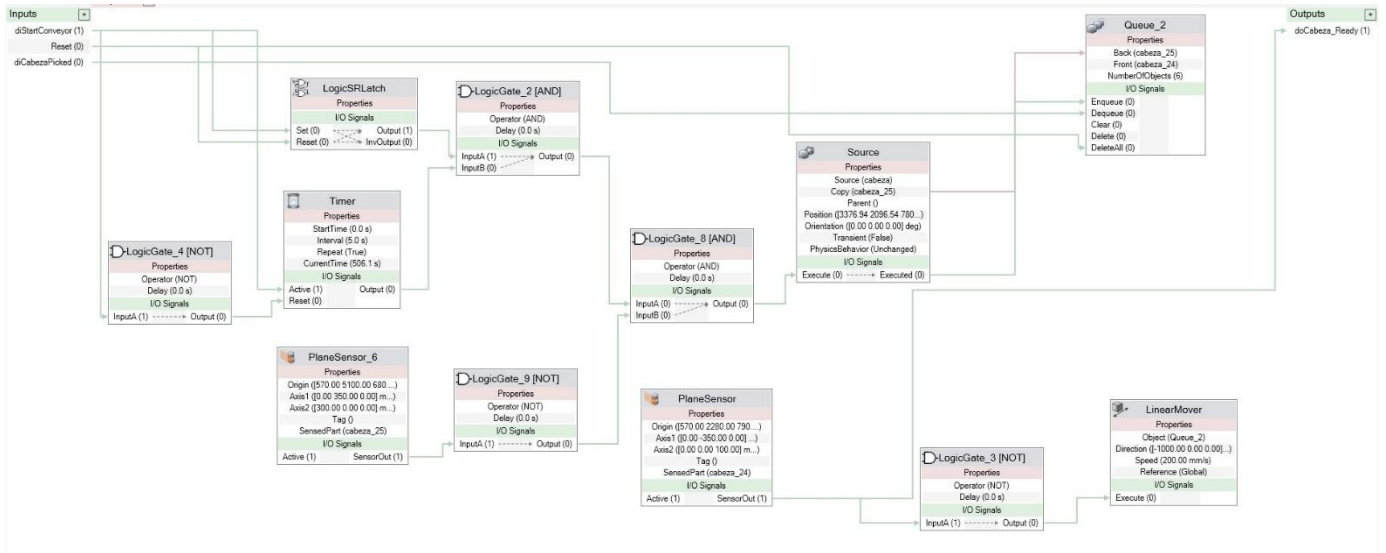 Inputs
+
diStartConveyor (1)
Reset (0)
diCabezaPicked (0)
LogicSRLatch
Properties
I/O Signals
Set (0) Output (1)
Reset (0) InvOutput (0)
LogicGate_2 [AND]
Properties
Operator (AND)
Delay (0.0 s)
I/O Signals
InputA (1) Output (0)
InputB (0)
Queue_2
Properties
Back (cabeza_25)
Front (cabeza_24)
NumberOfObjects (6)
I/O Signals
Enqueue (0)
Dequeue (0)
Clear (0)
Delete (0)
DeleteAll (0)
Outputs
+
doCabeza_Ready (1)
Timer
Properties
StartTime (0.0 s)
Interval (5.0 s)
Repeat (True)
CurrentTime (506.1 s)
I/O Signals
Active (1) Output (0)
Reset (0)
Source
Properties
Source (cabeza)
Copy (cabeza_25)
Parent ()
Position ([3376.94 2096.54 780...)
Orientation ([0.00 0.00 0.00] deg)
Transient (False)
PhysicsBehavior (Unchanged)
I/O Signals
Execute (0) Executed (0)
LogicGate_4 [NOT]
Properties
Operator (NOT)
Delay (0.0 s)
I/O Signals
InputA (1) Output (0)
LogicGate_8 [AND]
Properties
Operator (AND)
Delay (0.0 s)
I/O Signals
InputA (0) Output (0)
InputB (0)
PlaneSensor_6
Properties
Origin ([570.00 5100.00 680....)
Axis1 ([0.00 350.00 0.00] m...)
Axis2 ([300.00 0.00 0.00] m...)
Tag ()
SensedPart (cabeza_25)
I/O Signals
Active (1) SensorOut (1)
LogicGate_9 [NOT]
Properties
Operator (NOT)
Delay (0.0 s)
I/O Signals
InputA (1) Output (0)
PlaneSensor
Properties
Origin ([570.00 2280.00 790....)
Axis1 ([0.00 -350.00 0.00] ...)
Axis2 ([0.00 0.00 100.00] m...)
Tag ()
SensedPart (cabeza_24)
I/O Signals
Active (1) SensorOut (1)
LogicGate_3 [NOT]
Properties
Operator (NOT)
Delay (0.0 s)
I/O Signals
InputA (1) Output (0)
LinearMover
Properties
Object (Queue_2)
Direction ([-1000.00 0.00 0.00]...)
Speed (200.00 mm/s)
Reference (Global)
I/O Signals
Execute (0)